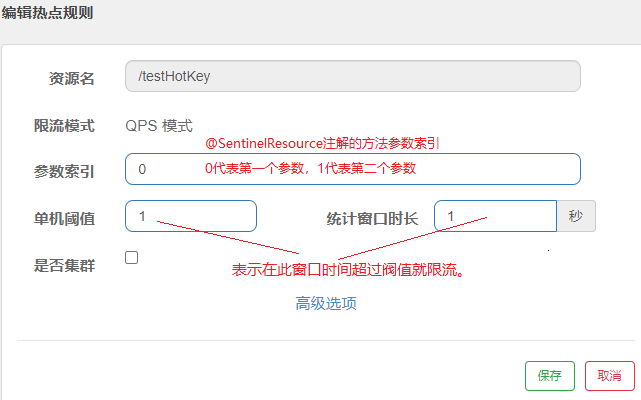 编辑热点规则
资源名 /testHotKey
限流模式 QPS 模式
@SentinelResource注解的方法参数索引
参数索引 0 0代表第一个参数，1代表第二个参数
单机阈值 1 统计窗口时长 1 秒
是否集群
表示在此窗口时间超过阀值就限流。
高级选项
保存 取消